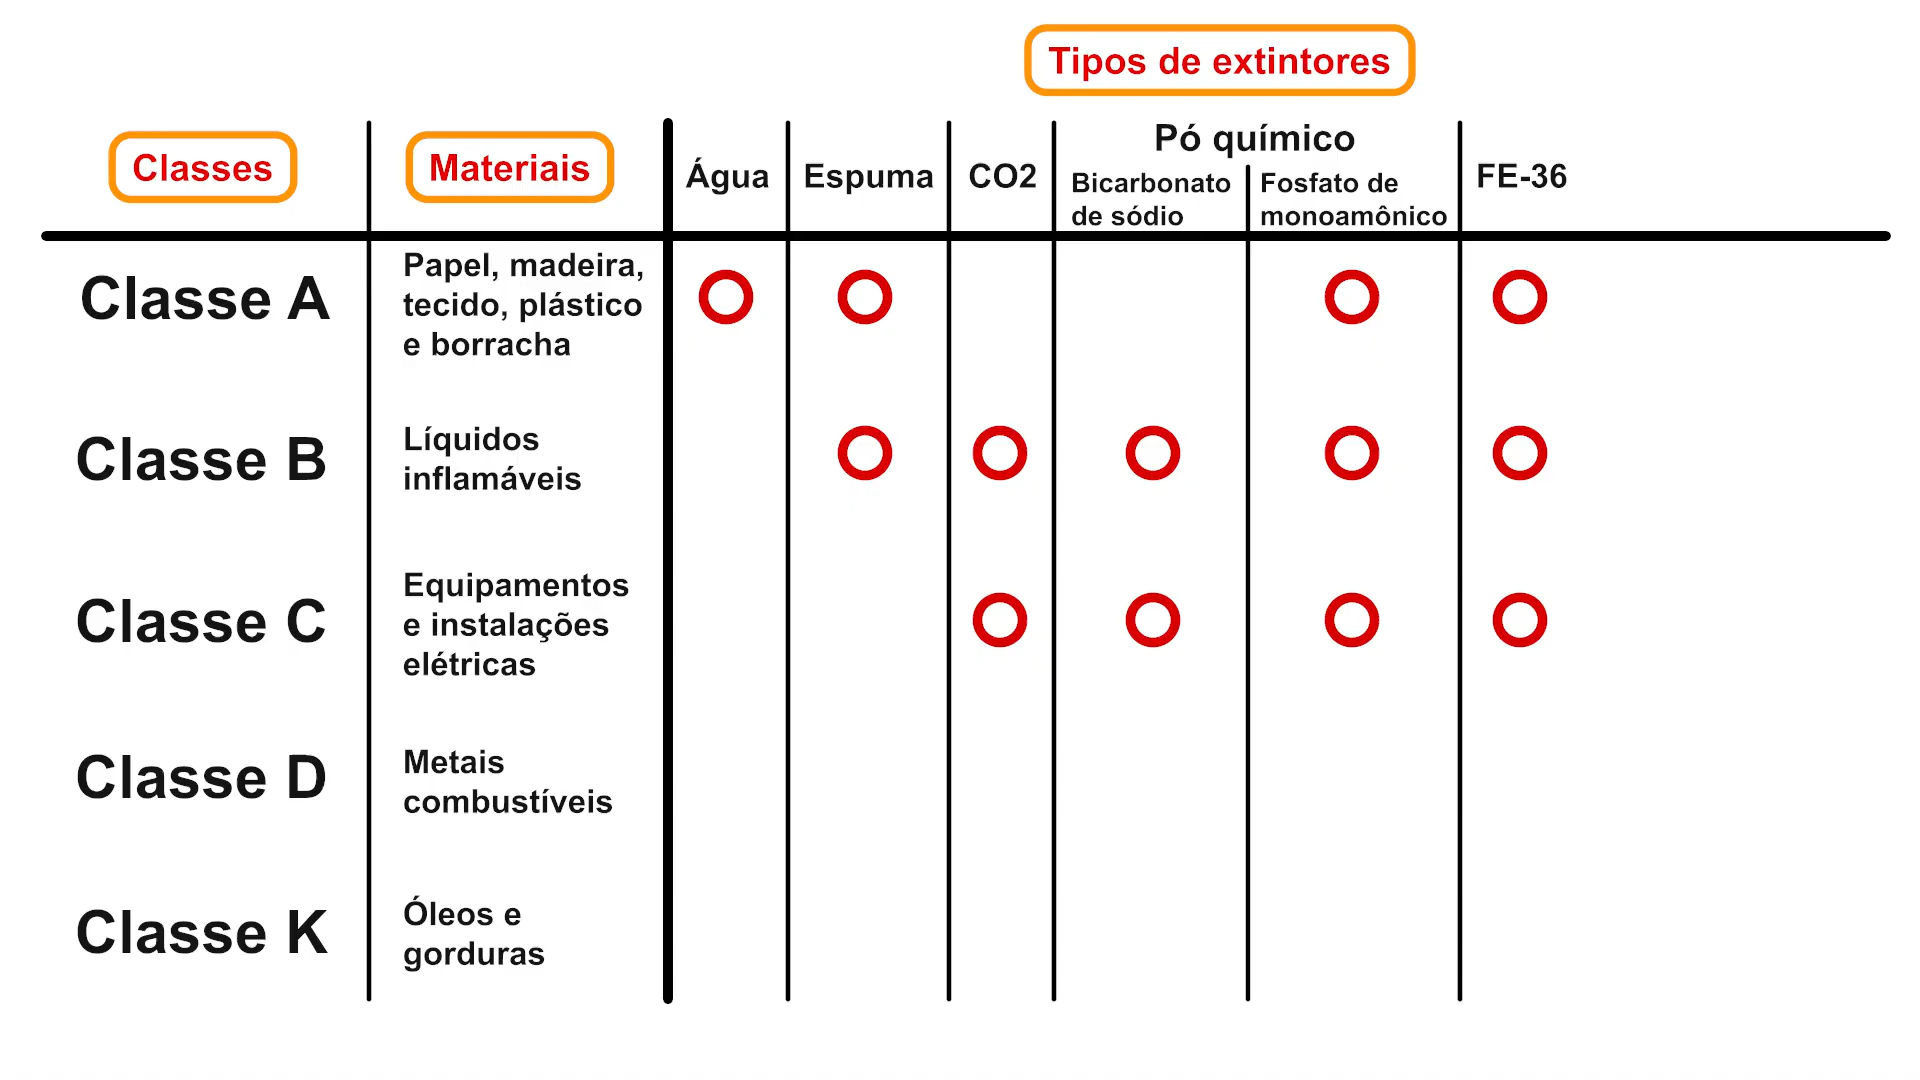 Tipos de extintores
Classes
Materiais
Água
Espuma
CO2
Pó químico
Bicarbonato
de sódio
Fosfato de
monoamônico
FE-36
Classe A
Papel, madeira,
tecido, plástico
e borracha
Classe B
Líquidos
inflamáveis
Classe C
Equipamentos
e instalações
elétricas
Classe D
Metais
combustíveis
Classe K
Óleos e
gorduras